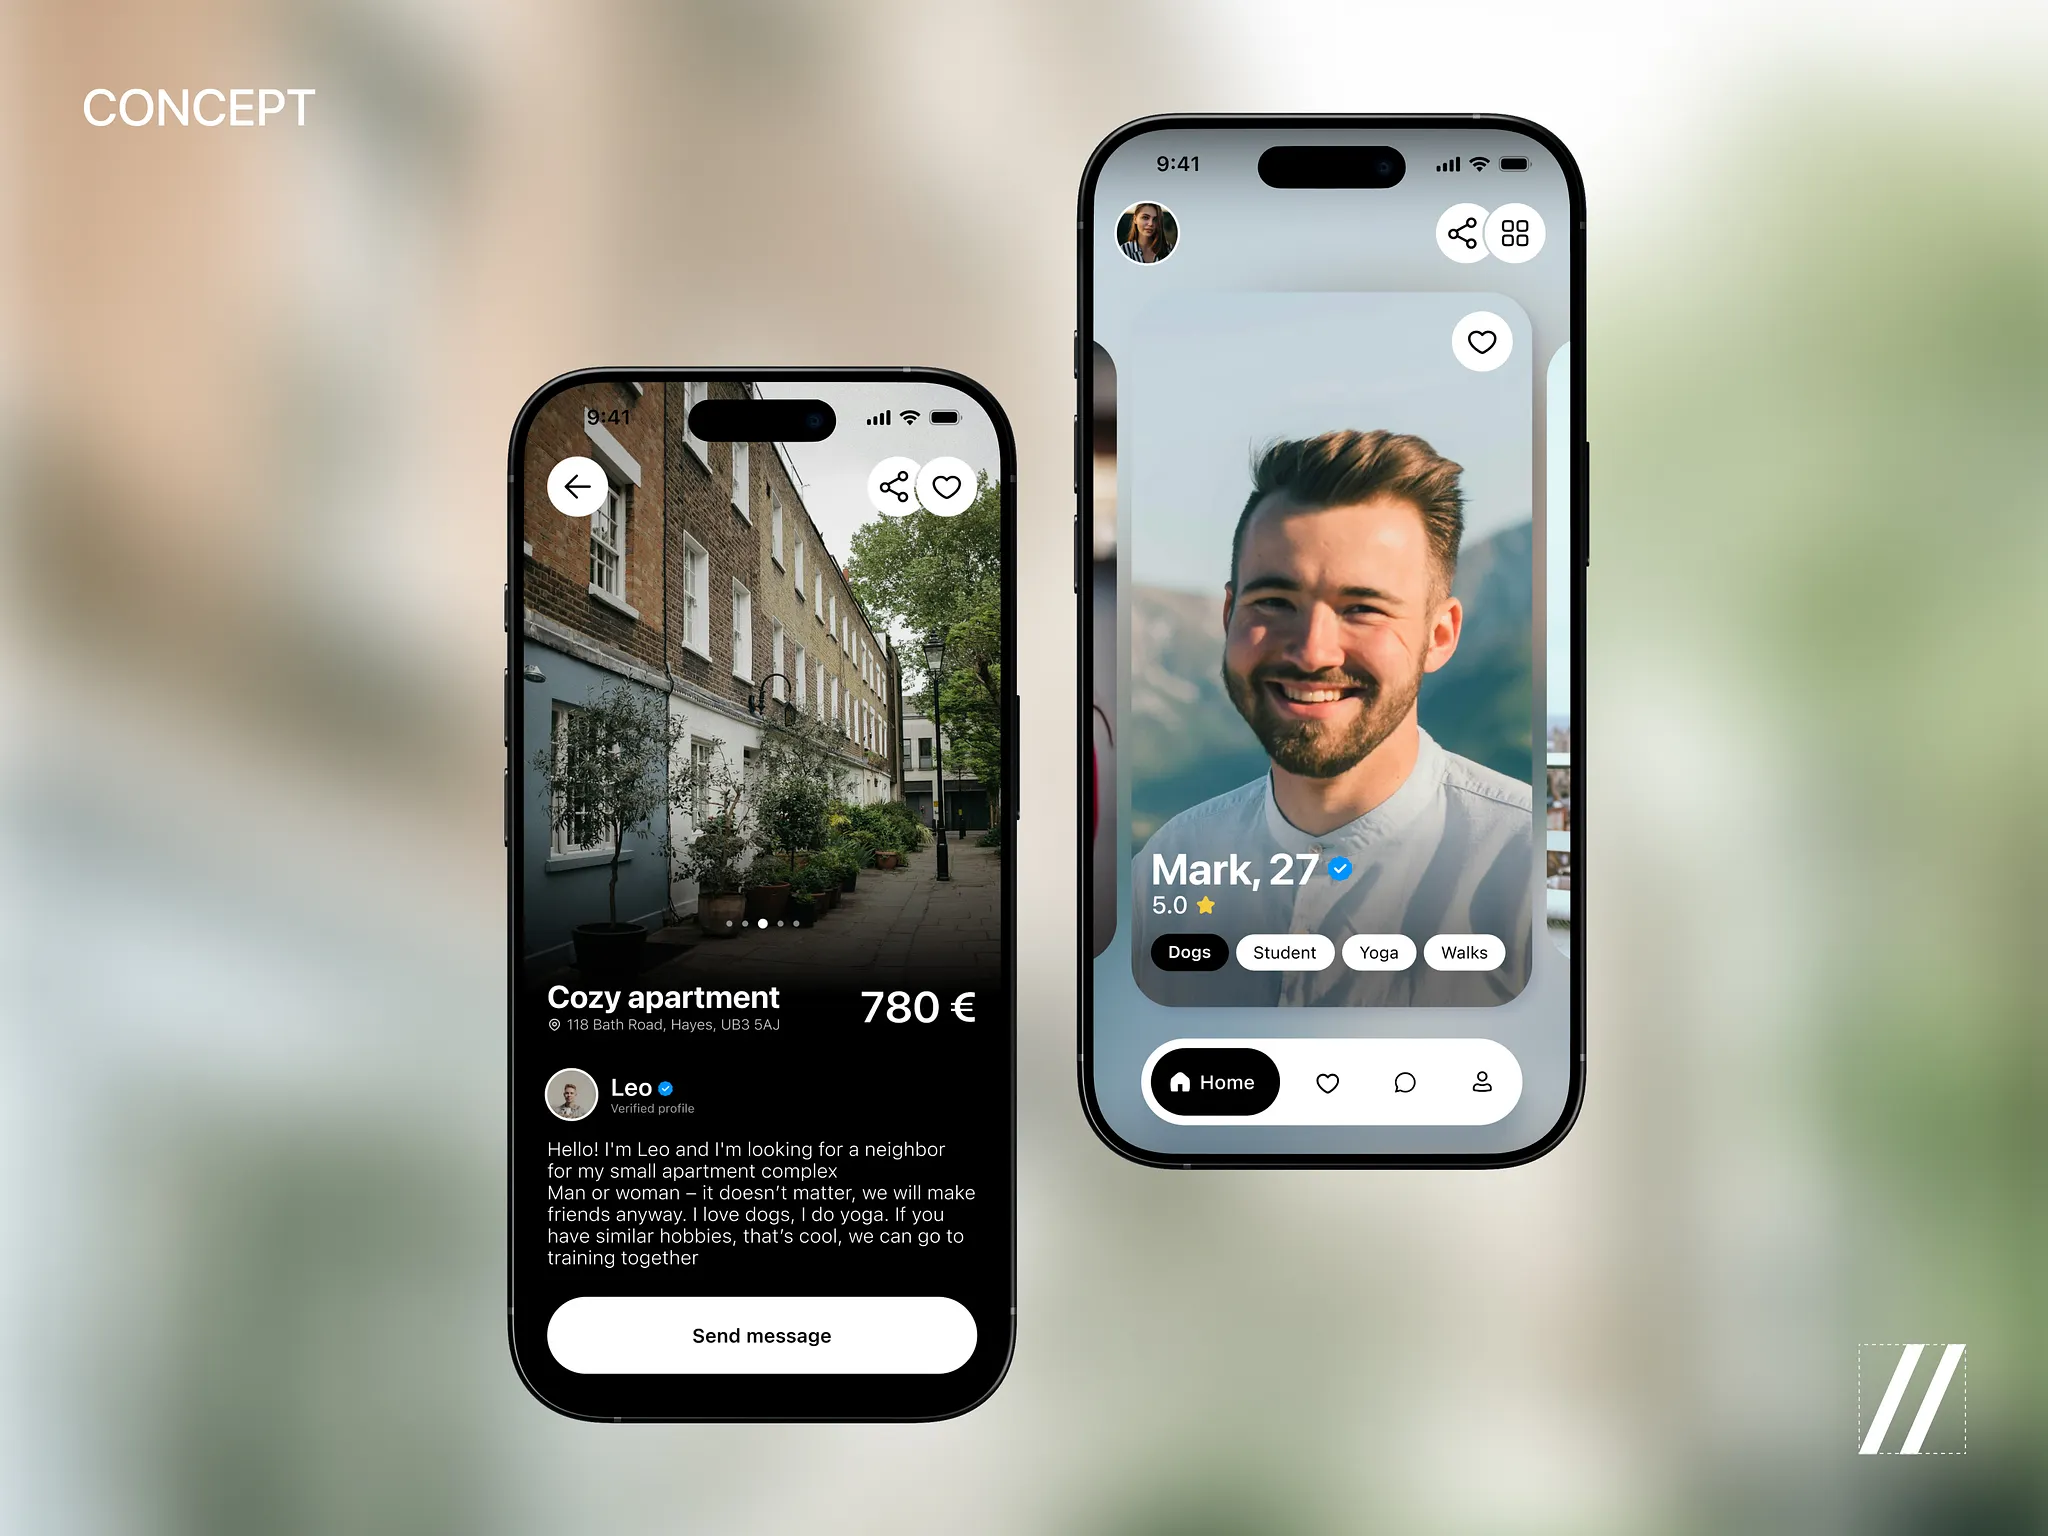 CONCEPT
9:41
Cozy apartment
780 €
118 Bath Road, Hayes, UB3 5AJ
Leo
Verified profile
Hello! I'm Leo and I'm looking for a neighbor
for my small apartment complex
Man or woman – it doesn’t matter, we will make
friends anyway. I love dogs, I do yoga. If you
have similar hobbies, that’s cool, we can go to
training together
Send message
9:41
Mark, 27
5.0
Dogs
Student
Yoga
Walks
Home